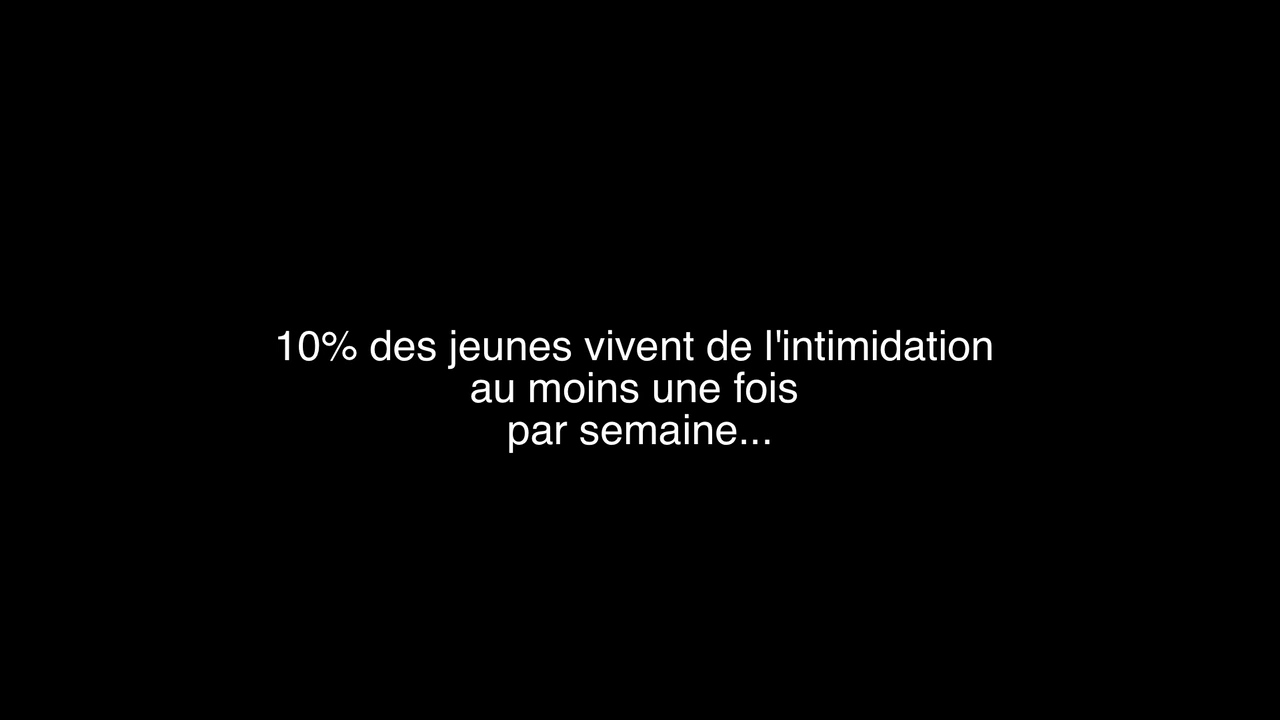 10% des jeunes vivent de l'intimidation
au moins une fois
par semaine...